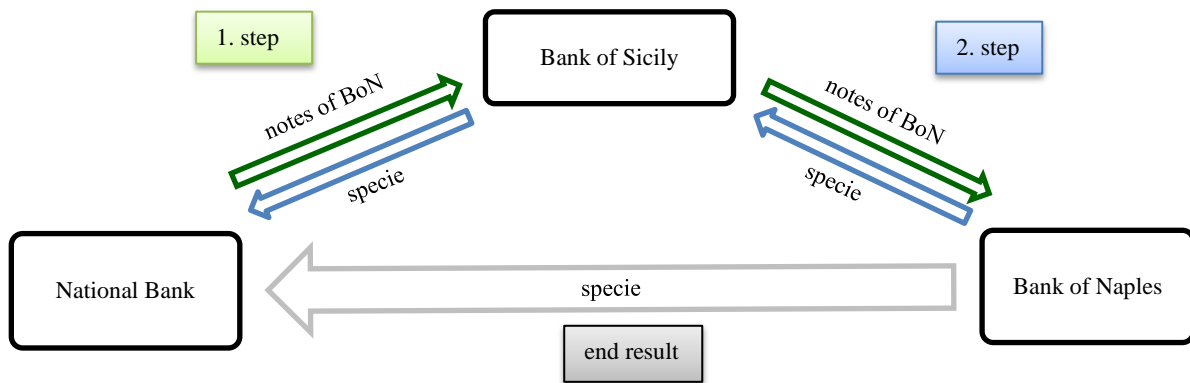 1. step
Bank of Sicily
2. step
notes of BoN
specie
notes of BoN
specie
National Bank
specie
Bank of Naples
end result